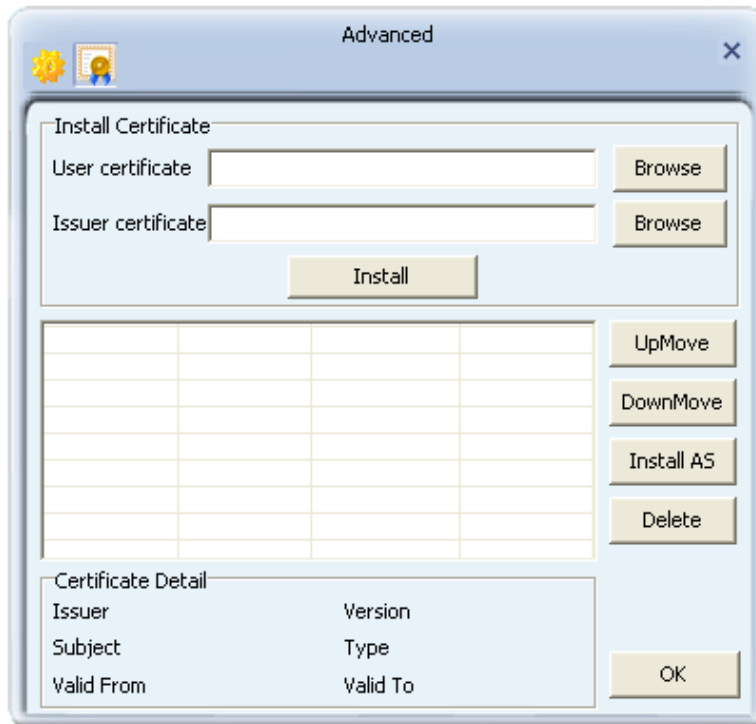 Advanced
Install Certificate
User certificate Browse
Issuer certificate Browse
Install
UpMove
DownMove
Install AS
Delete
Certificate Detail
Issuer Version
Subject Type
Valid From Valid To
OK